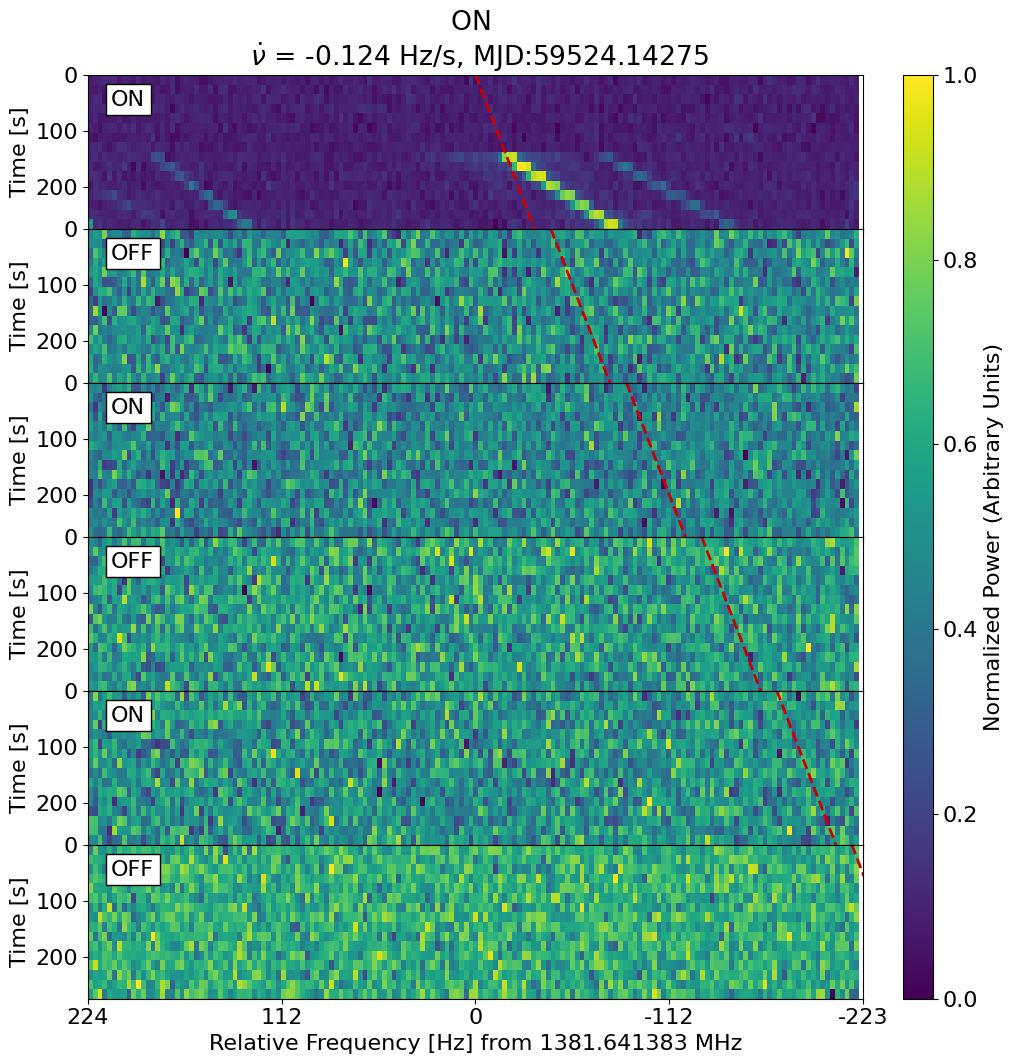 ON
ν̇ = -0.124 Hz/s, MJD:59524.14275
0
ON
100
Time [s]
200
0
OFF
100
Time [s]
200
0
ON
100
Time [s]
200
0
OFF
100
Time [s]
200
0
ON
100
Time [s]
200
0
OFF
100
Time [s]
200
224 112 0 -112 -223
Relative Frequency [Hz] from 1381.641383 MHz
1.0
0.8
0.6
0.4
0.2
0.0
Normalized Power (Arbitrary Units)